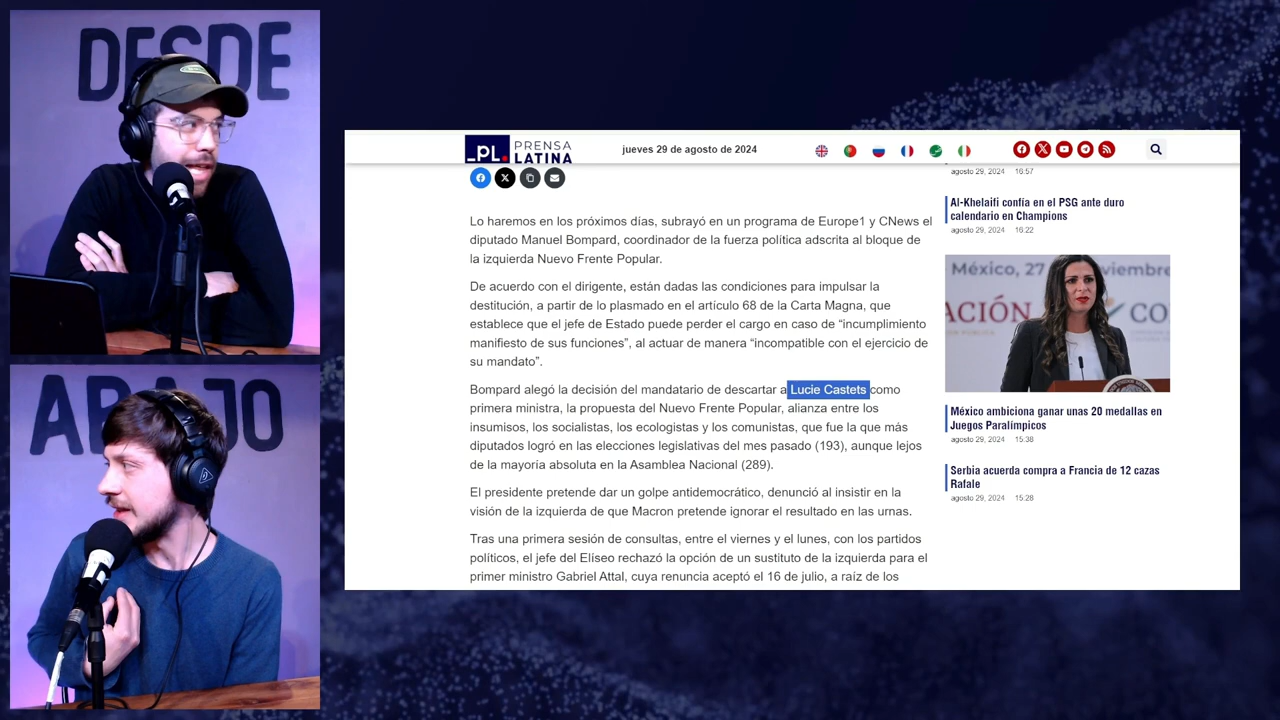 DESDE
ABAJO
_PL.
PRENSA
LATINA
jueves 29 de agosto de 2024
agosto 29, 2024 16:57
Lo haremos en los próximos días, subrayó en un programa de Europe1 y CNews el
diputado Manuel Bompard, coordinador de la fuerza política adscrita al bloque de
la izquierda Nuevo Frente Popular.
De acuerdo con el dirigente, están dadas las condiciones para impulsar la
destitución, a partir de lo plasmado en el artículo 68 de la Carta Magna, que
establece que el jefe de Estado puede perder el cargo en caso de “incumplimiento
manifiesto de sus funciones”, al actuar de manera “incompatible con el ejercicio de
su mandato”.
Bompard alegó la decisión del mandatario de descartar a Lucie Castets como
primera ministra, la propuesta del Nuevo Frente Popular, alianza entre los
insumisos, los socialistas, los ecologistas y los comunistas, que fue la que más
diputados logró en las elecciones legislativas del mes pasado (193), aunque lejos
de la mayoría absoluta en la Asamblea Nacional (289).
El presidente pretende dar un golpe antidemocrático, denunció al insistir en la
visión de la izquierda de que Macron pretende ignorar el resultado en las urnas.
Tras una primera sesión de consultas, entre el viernes y el lunes, con los partidos
políticos, el jefe del Elíseo rechazó la opción de un sustituto de la izquierda para el
primer ministro Gabriel Attal, cuya renuncia aceptó el 16 de julio, a raíz de los
Al-Khelaifi confía en el PSG ante duro
calendario en Champions
agosto 29, 2024 16:22
México, 27
viembre
ACIÓN
CO
México ambiciona ganar unas 20 medallas en
Juegos Paralímpicos
agosto 29, 2024 15:38
Serbia acuerda compra a Francia de 12 cazas
Rafale
agosto 29, 2024 15:28